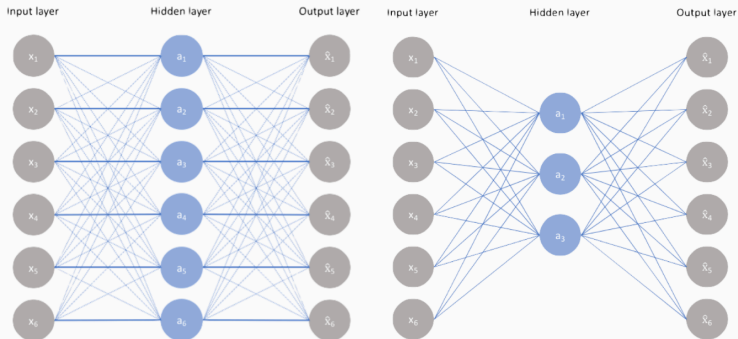 Input layer Hidden layer Output layer
x₁ a₁ x̂₁
x₂ a₂ x̂₂
x₃ a₃ x̂₃
x₄ a₄ x̂₄
x₅ a₅ x̂₅
x₆ a₆ x̂₆
Input layer Hidden layer Output layer
x₁ x̂₁
a₁
x₂ x̂₂
x₃ x̂₃
a₂
x₄ x̂₄
a₃
x₅ x̂₅
x₆ x̂₆